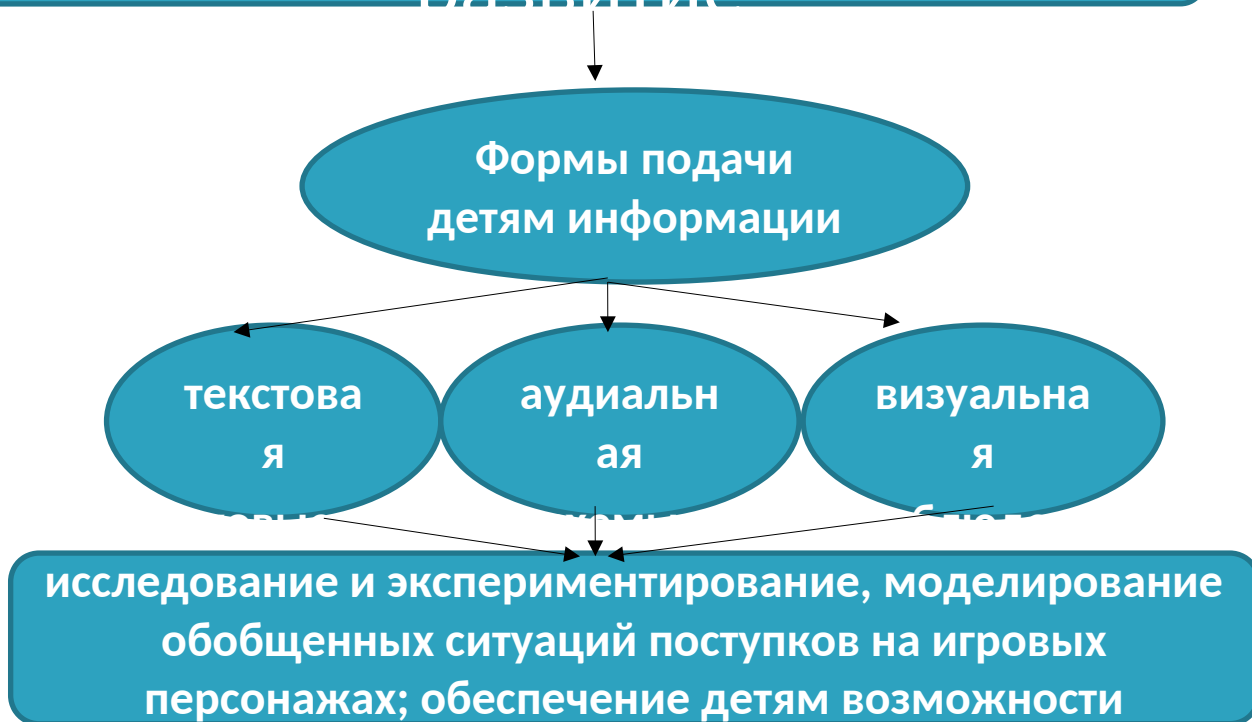 Формы подачи
детям информации
текстова
я
аудиальн
ая
визуальна
я
исследование и экспериментирование, моделирование
обобщенных ситуаций поступков на игровых
персонажах; обеспечение детям возможности